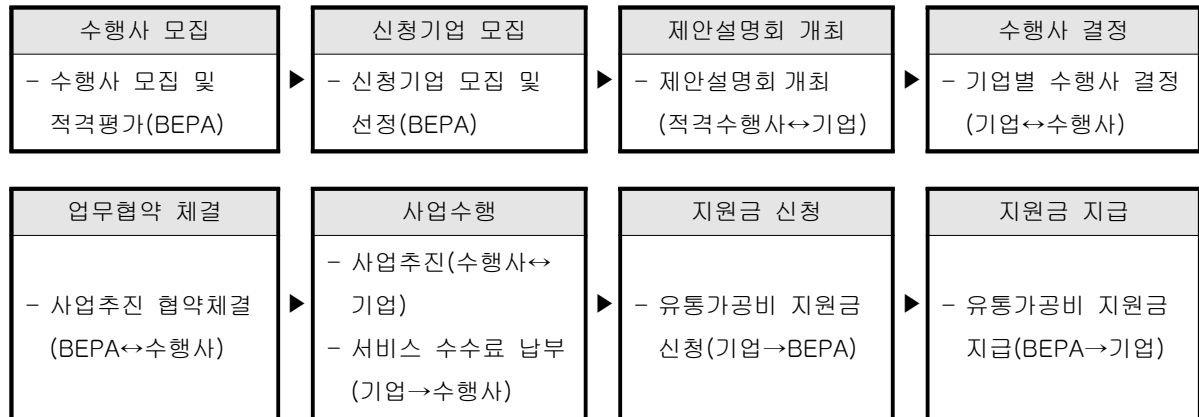 수행사 모집
- 수행사 모집 및
적격평가(BEPA)
▶
신청기업 모집
- 신청기업 모집 및
선정(BEPA)
▶
제안설명회 개최
- 제안설명회 개최
(적격수행사↔기업)
▶
수행사 결정
- 기업별 수행사 결정
(기업↔수행사)
업무협약 체결
- 사업추진 협약체결
(BEPA↔수행사)
▶
사업수행
- 사업추진(수행사↔
기업)
- 서비스 수수료 납부
(기업→수행사)
▶
지원금 신청
- 유통가공비 지원금
신청(기업→BEPA)
▶
지원금 지급
- 유통가공비 지원금
지급(BEPA→기업)